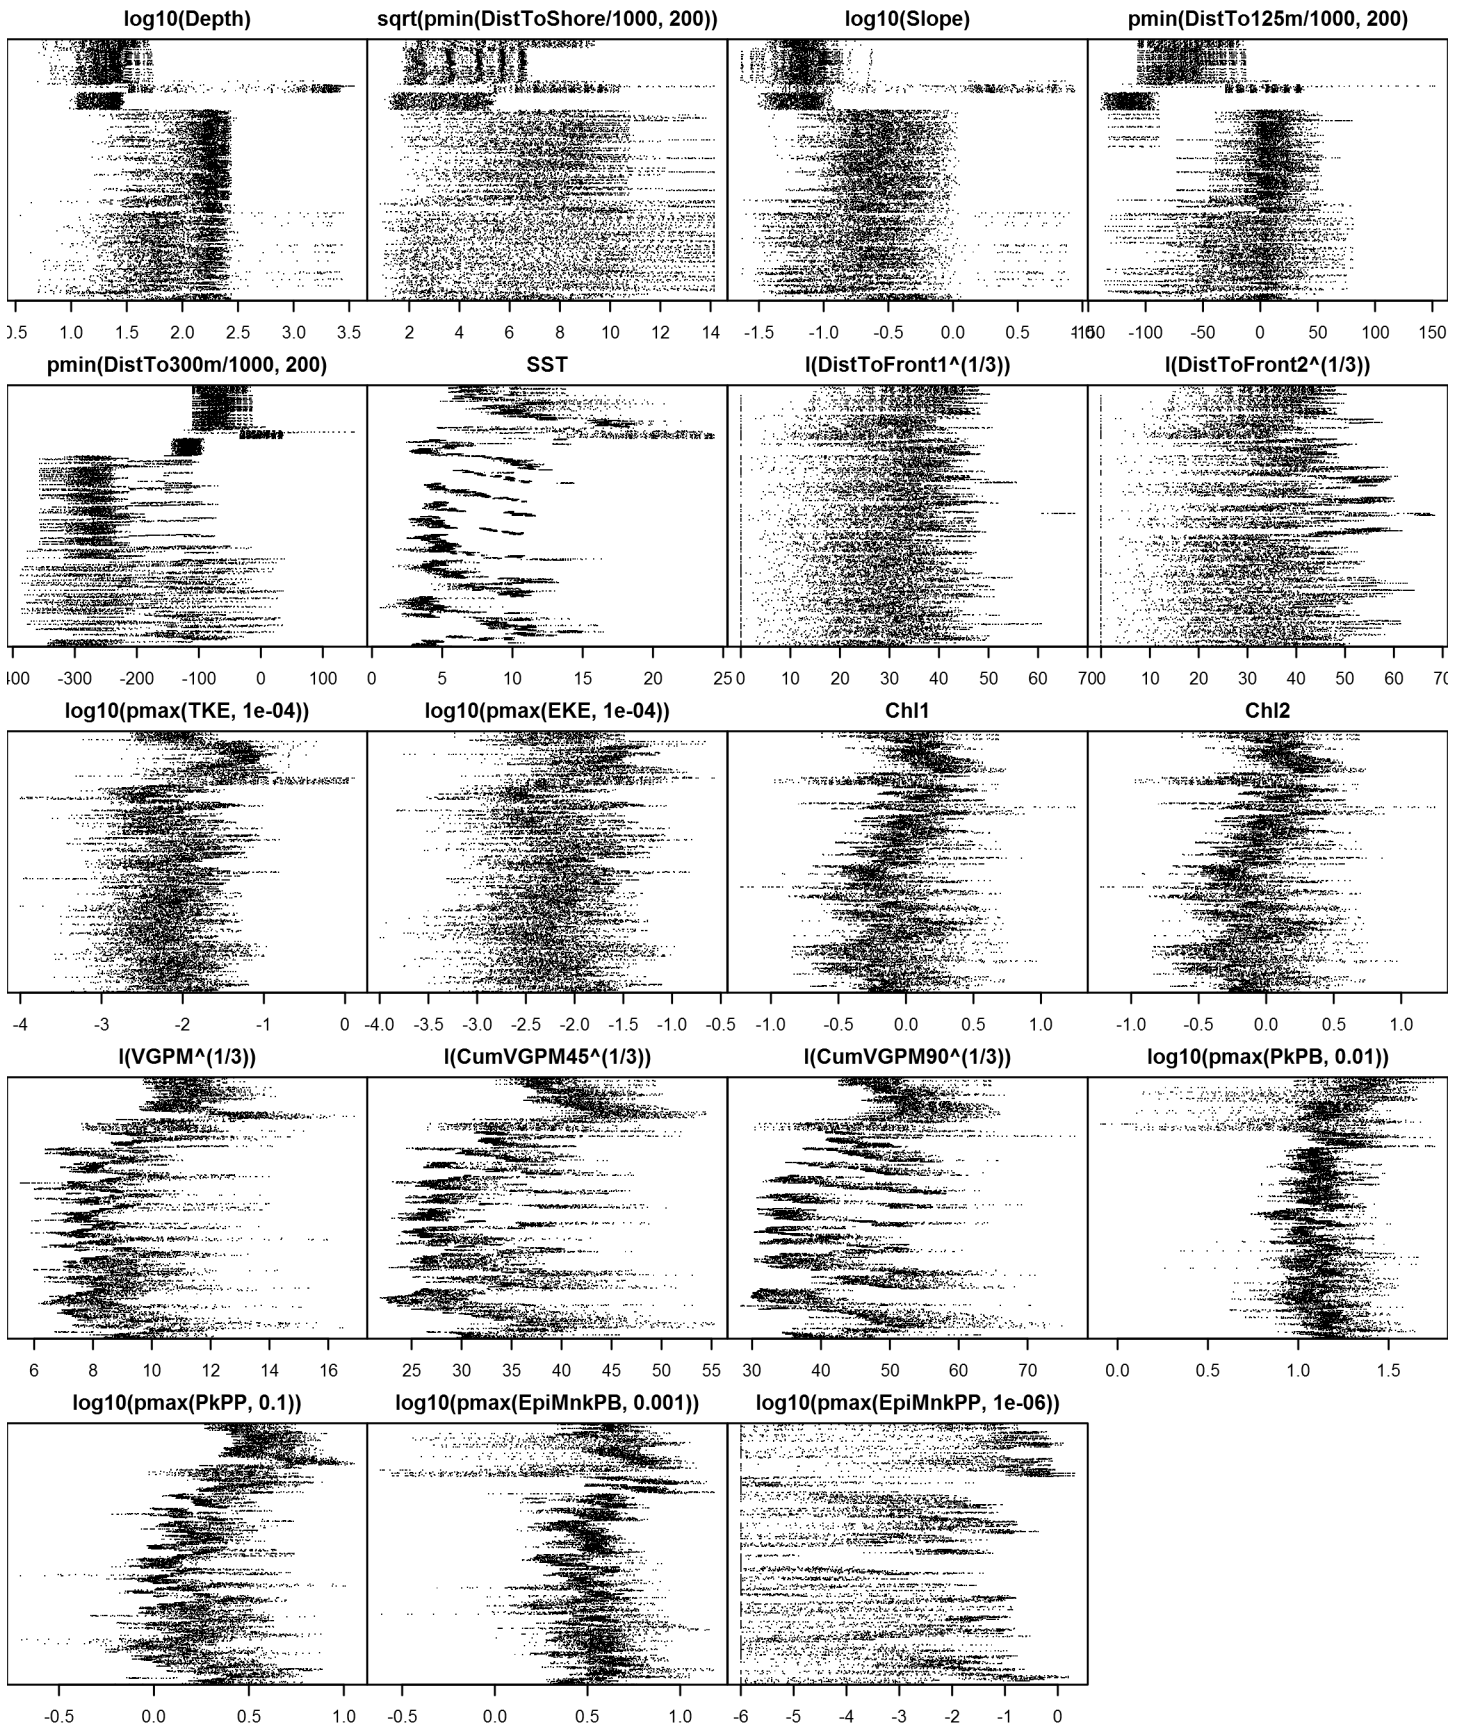 log10(Depth) sqrt(pmin(DistToShore/1000, 200)) log10(Slope) pmin(DistTo125m/1000, 200)
0.5 1.0 1.5 2.0 2.5 3.0 3.5 2 4 6 8 10 12 14 -1.5 -1.0 -0.5 0.0 0.5 -100 -50 0 50 100 150
pmin(DistTo300m/1000, 200) SST I(DistToFront1^(1/3)) I(DistToFront2^(1/3))
-300 -200 -100 0 100 0 5 10 15 20 25 0 10 20 30 40 50 60 70 0 10 20 30 40 50 60
log10(pmax(TKE, 1e-04)) log10(pmax(EKE, 1e-04)) Chl1 Chl2
-4 -3 -2 -1 0 -4.0 -3.5 -3.0 -2.5 -2.0 -1.5 -1.0 -0.5 -1.0 -0.5 0.0 0.5 1.0 -1.0 -0.5 0.0 0.5 1.0
I(VGPM^(1/3)) I(CumVGPM45^(1/3)) I(CumVGPM90^(1/3)) log10(pmax(PkPB, 0.01))
6 8 10 12 14 16 25 30 35 40 45 50 55 30 40 50 60 70 0.0 0.5 1.0 1.5
log10(pmax(PkPP, 0.1)) log10(pmax(EpiMnkPB, 0.001)) log10(pmax(EpiMnkPP, 1e-06))
-0.5 0.0 0.5 1.0 -0.5 0.0 0.5 1.0 -6 -5 -4 -3 -2 -1 0